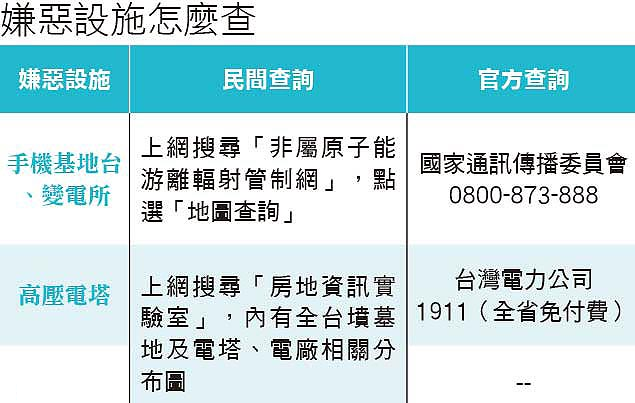 嫌惡設施怎麼查
嫌惡設施
民間查詢
官方查詢
手機基地台
、變電所
上網搜尋「非屬原子能
游離輻射管制網」，點
選「地圖查詢」
國家通訊傳播委員會
0800-873-888
高壓電塔
上網搜尋「房地資訊實
驗室」，內有全台墳墓
地及電塔、電廠相關分
布圖
台灣電力公司
1911（全省免付費）
--